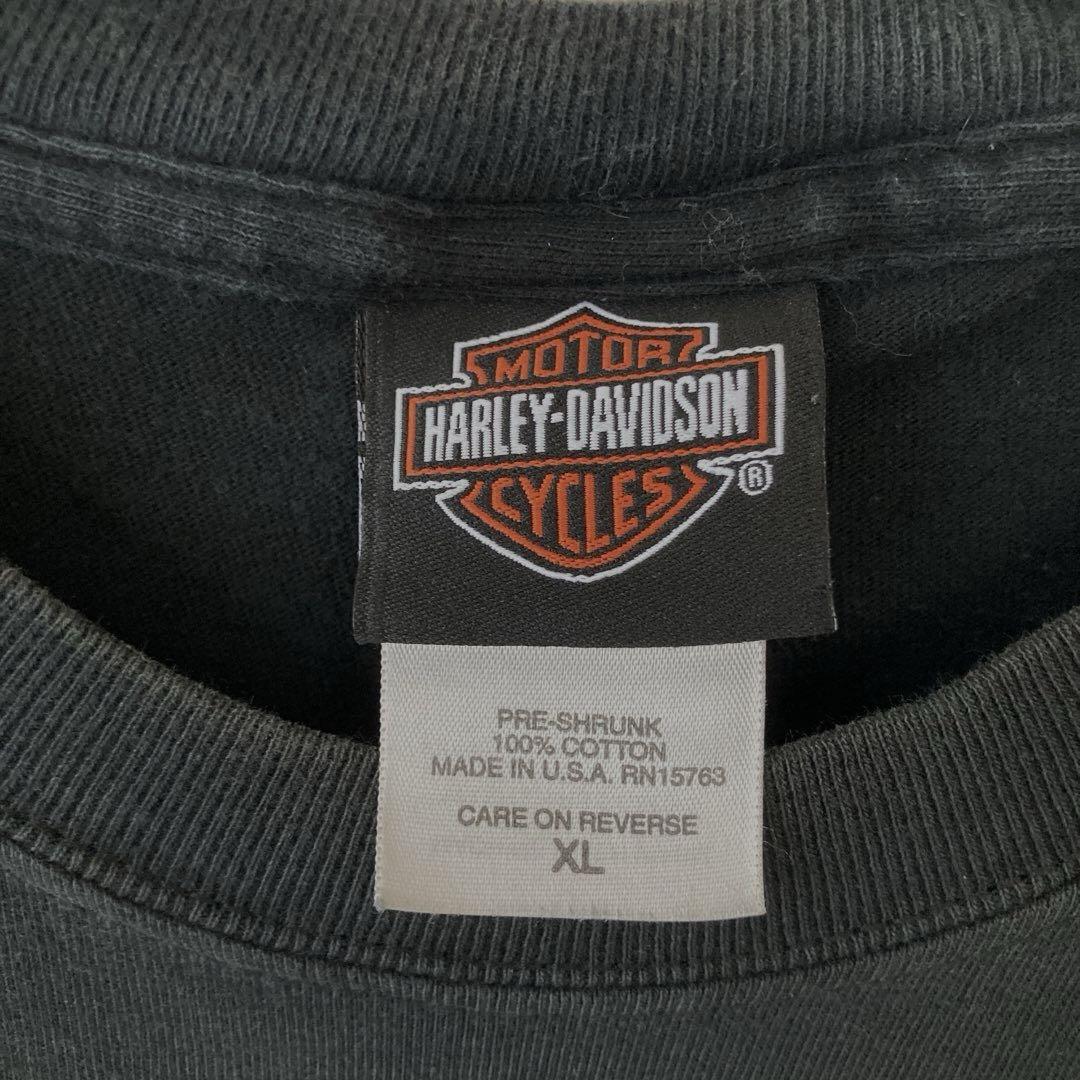 MOTOR
HARLEY-DAVIDSON
CYCLES
®
PRE-SHRUNK
100% COTTON
MADE IN U.S.A. RN15763
CARE ON REVERSE
XL